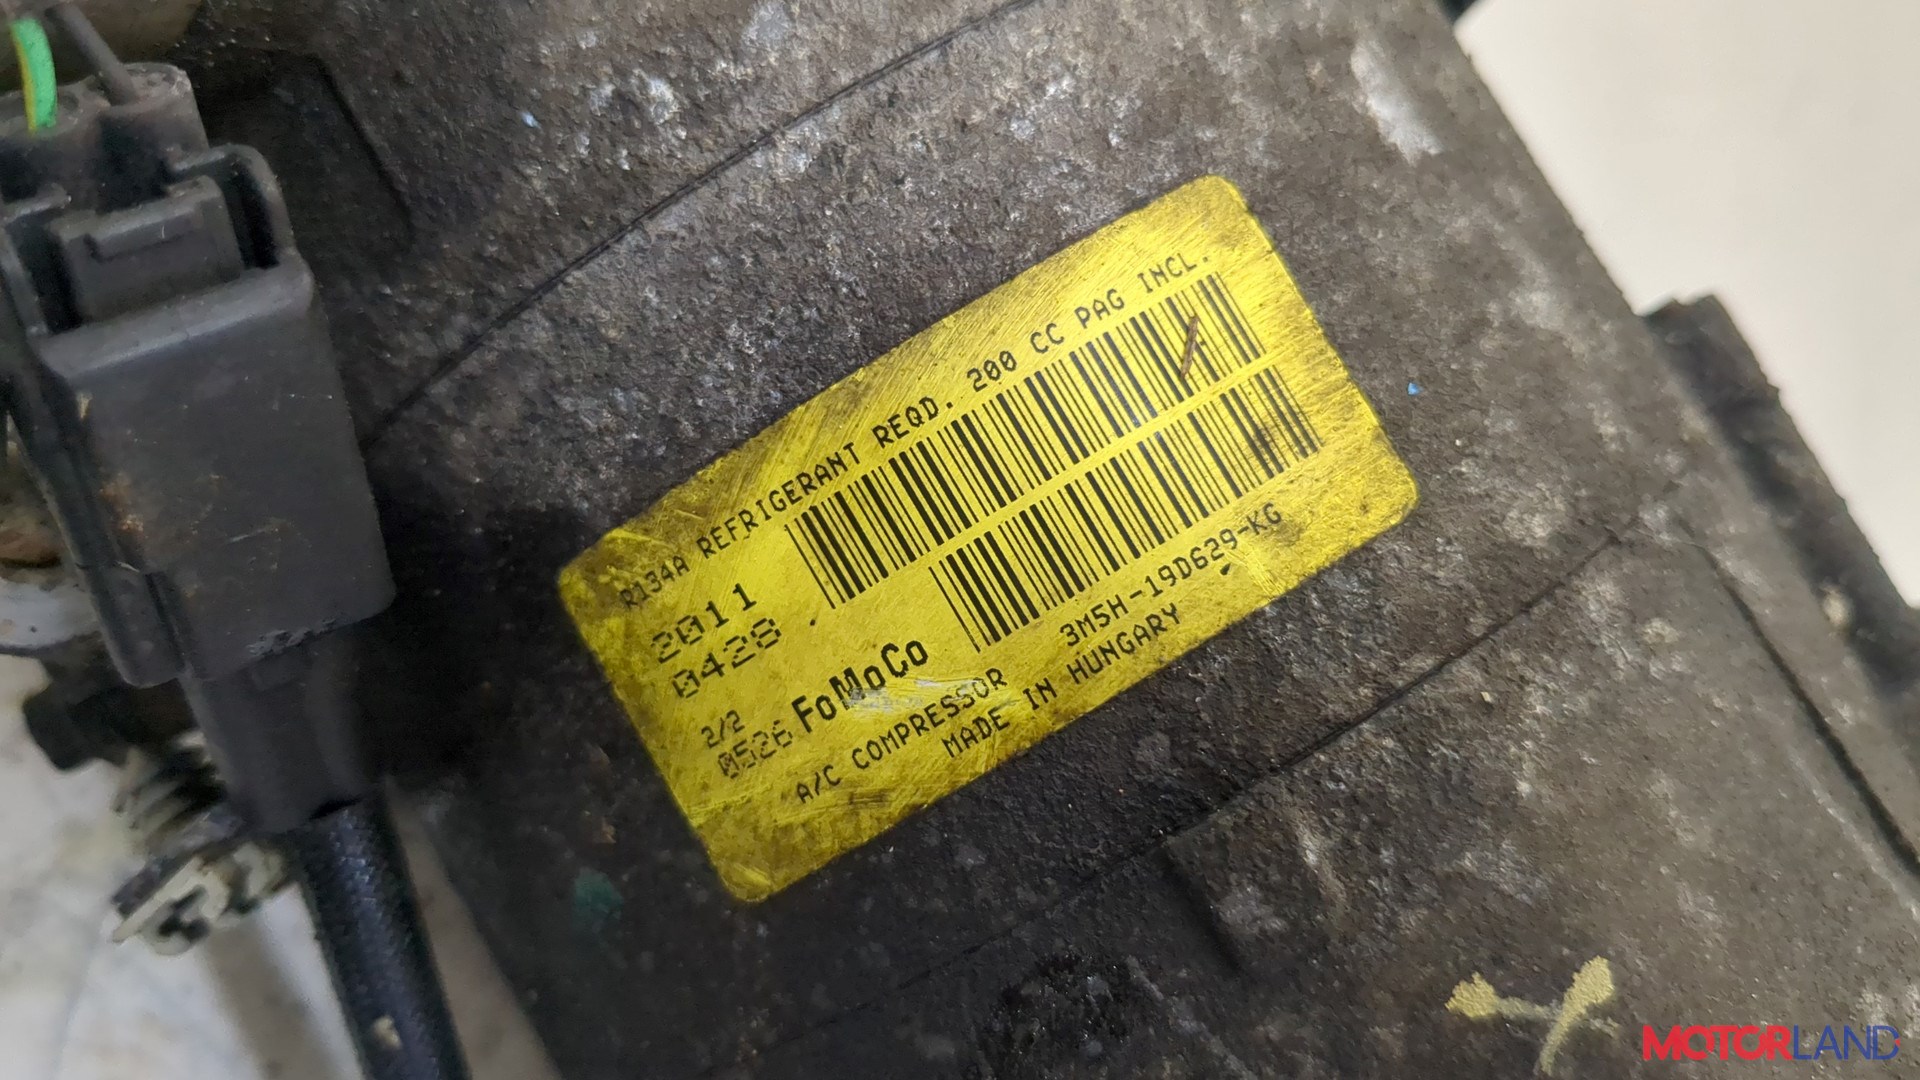 R134A REFRIGERANT REQD. 200 CC PAG INCL.
2011
0428
2/2
0526 FoMoCo
A/C COMPRESSOR 3M5H-19D629-KG
MADE IN HUNGARY
MOTORLAND